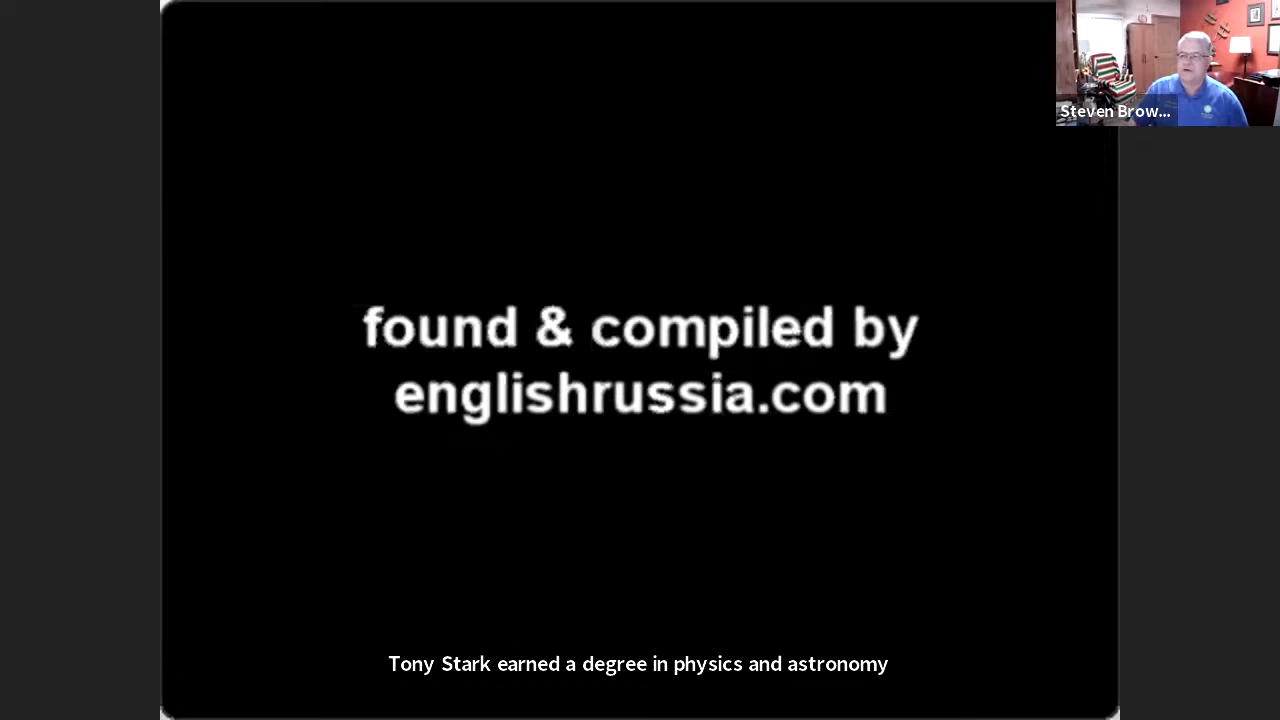 Steven Brow...
found & compiled by
englishrussia.com
Tony Stark earned a degree in physics and astronomy